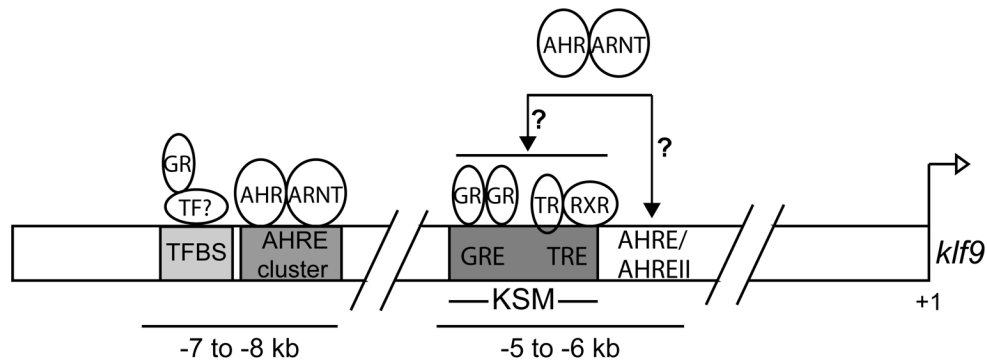 AHR ARNT
?
?
GR
TF?
AHR ARNT
GR GR
TR RXR
TFBS
AHRE
cluster
GRE TRE
AHRE/
AHREII
klf9
+1
KSM
-7 to -8 kb
-5 to -6 kb